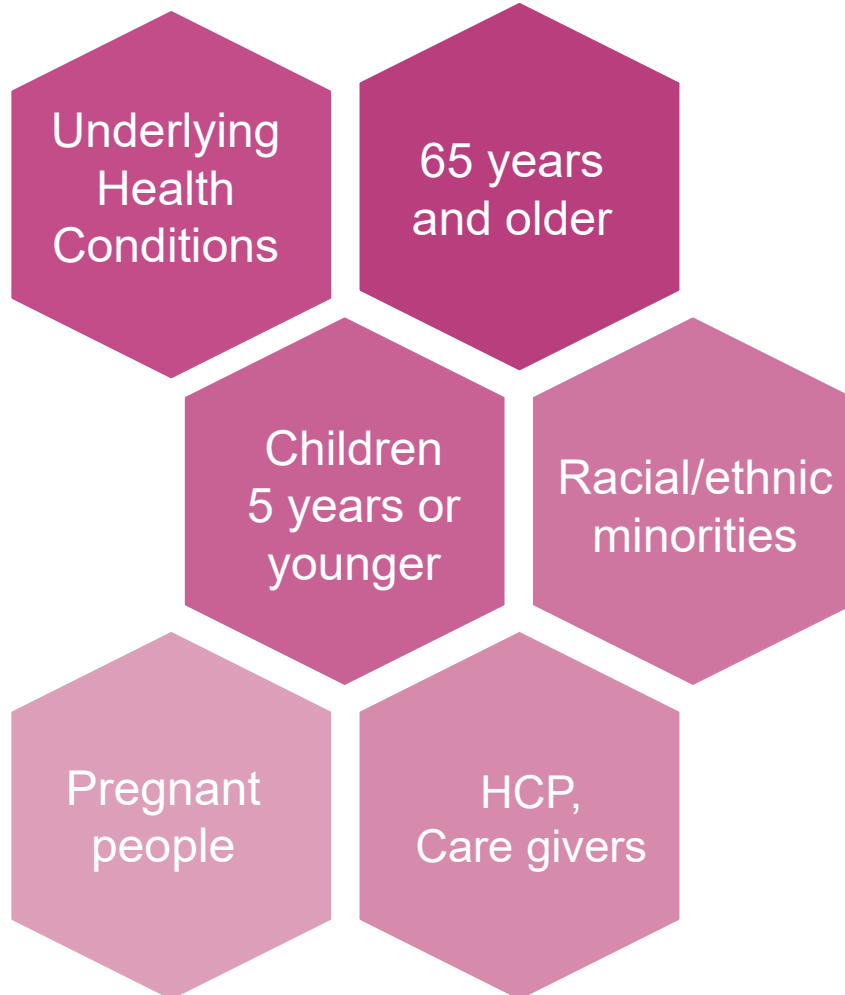 Underlying
Health
Conditions
65 years
and older
Children
5 years or
younger
Racial/ethnic
minorities
Pregnant
people
HCP,
Care givers